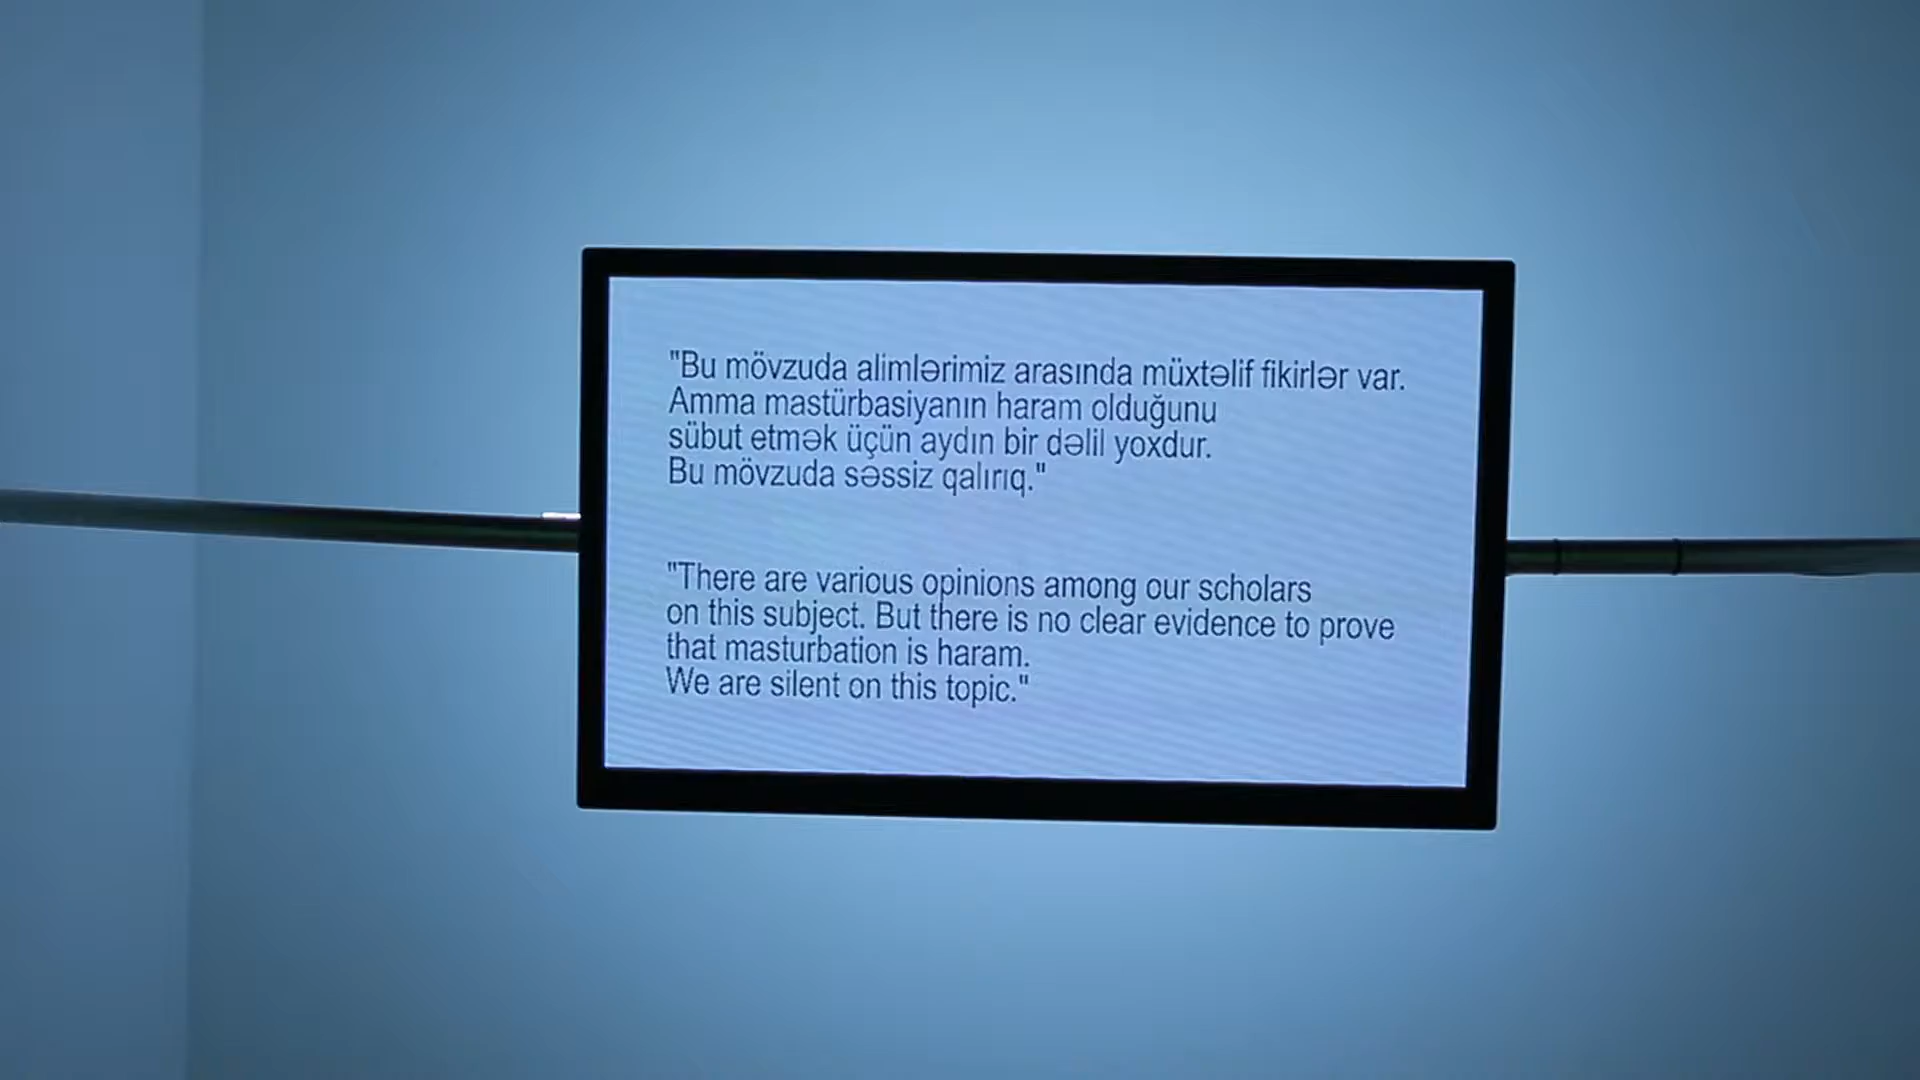 "Bu mövzuda alimlərimiz arasında müxtəlif fikirlər var.
Amma mastürbasiyanın haram olduğunu
sübut etmək üçün aydın bir dəlil yoxdur.
Bu mövzuda səssiz qalırıq."
"There are various opinions among our scholars
on this subject. But there is no clear evidence to prove
that masturbation is haram.
We are silent on this topic."